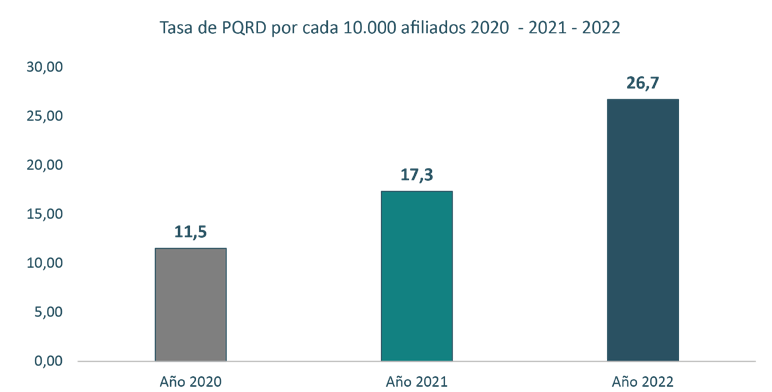 Tasa de PQRD por cada 10.000 afiliados 2020  - 2021 - 2022
30,00
25,00
20,00
15,00
10,00
5,00
0,00
11,5
17,3
26,7
Año 2020
Año 2021
Año 2022